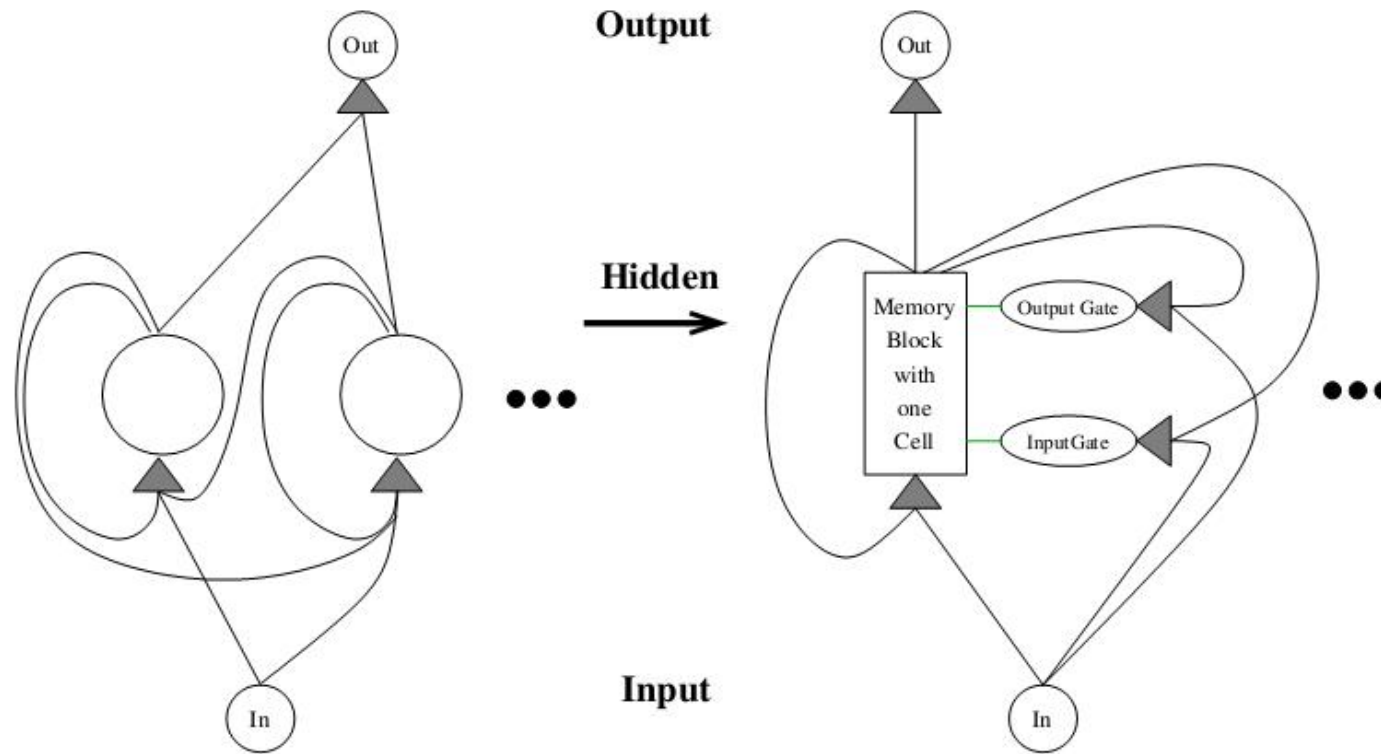 Out
Output
Out
Hidden
Memory
Block
with
one
Cell
Output Gate
InputGate
Input
In
In